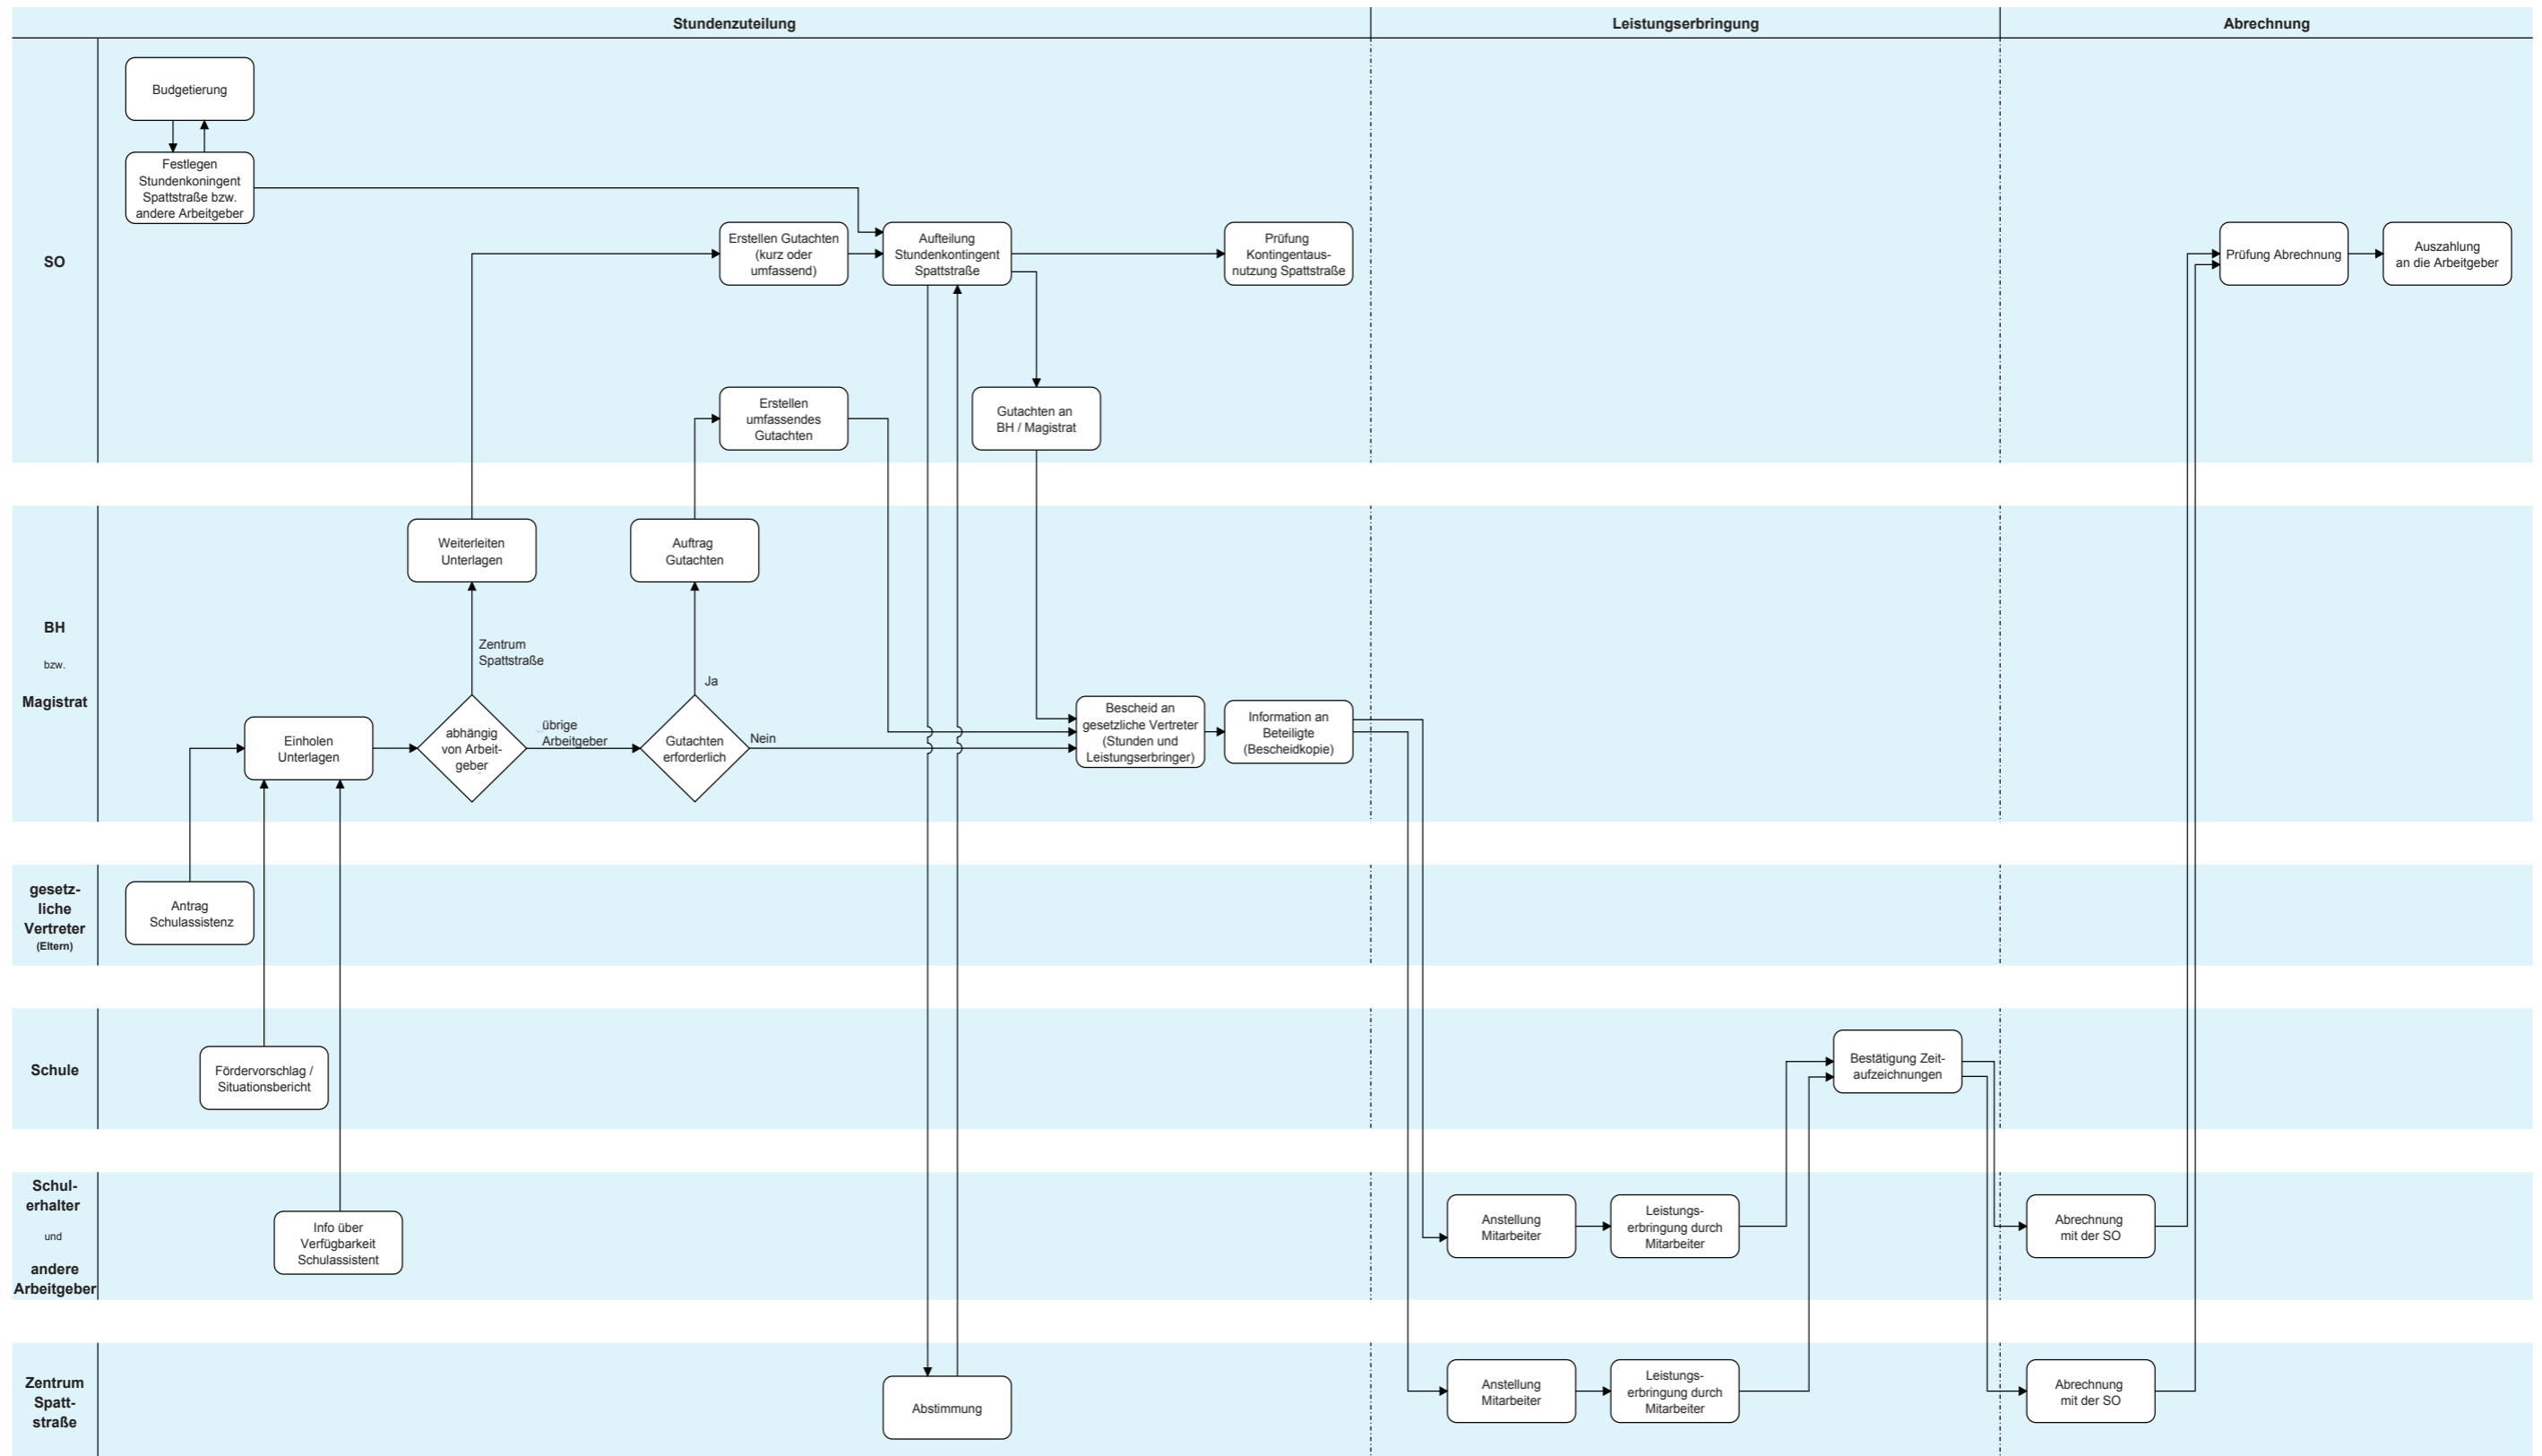 Stundenzuteilung
Leistungserbringung
Abrechnung
SO
Budgetierung
Festlegen
Stundenkoningent
Spattstraße bzw.
andere Arbeitgeber
Erstellen Gutachten
(kurz oder
umfassend)
Aufteilung
Stundenkontingent
Spattstraße
Prüfung
Kontingentaus-
nutzung Spattstraße
Prüfung Abrechnung
Auszahlung
an die Arbeitgeber
Erstellen
umfassendes
Gutachten
Gutachten an
BH / Magistrat
BH
bzw.
Magistrat
Weiterleiten
Unterlagen
Auftrag
Gutachten
Zentrum
Spattstraße
Ja
Einholen
Unterlagen
abhängig
von Arbeit-
geber
übrige
Arbeitgeber
Gutachten
erforderlich
Nein
Bescheid an
gesetzliche Vertreter
(Stunden und
Leistungserbringer)
Information an
Beteiligte
(Bescheidkopie)
gesetz-
liche
Vertreter
(Eltern)
Antrag
Schulassistenz
Schule
Fördervorschlag /
Situationsbericht
Bestätigung Zeit-
aufzeichnungen
Schul-
erhalter
und
andere
Arbeitgeber
Info über
Verfügbarkeit
Schulassistent
Anstellung
Mitarbeiter
Leistungs-
erbringung durch
Mitarbeiter
Abrechnung
mit der SO
Zentrum
Spatt-
straße
Abstimmung
Anstellung
Mitarbeiter
Leistungs-
erbringung durch
Mitarbeiter
Abrechnung
mit der SO